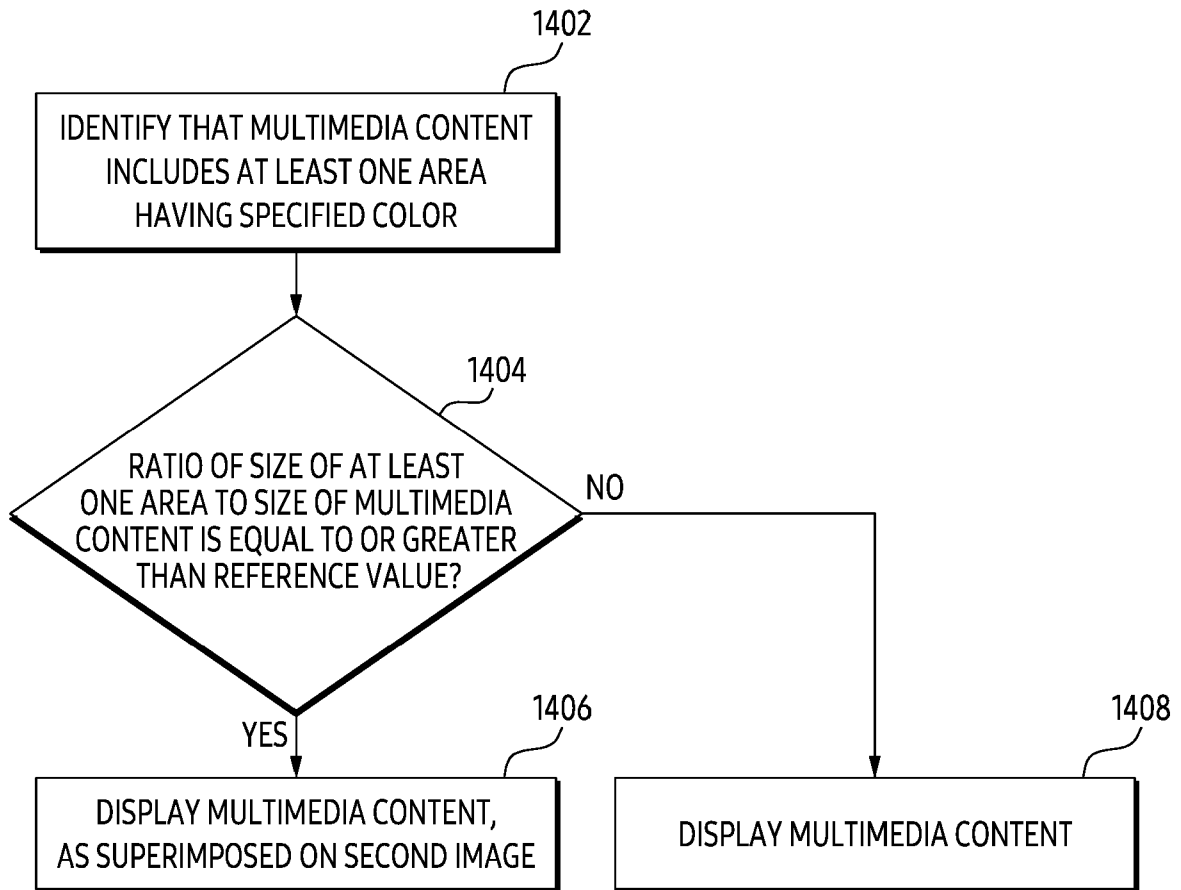 1402
IDENTIFY THAT MULTIMEDIA CONTENT
INCLUDES AT LEAST ONE AREA
HAVING SPECIFIED COLOR
1404
RATIO OF SIZE OF AT LEAST
ONE AREA TO SIZE OF MULTIMEDIA
CONTENT IS EQUAL TO OR GREATER
THAN REFERENCE VALUE?
NO
YES
1406
DISPLAY MULTIMEDIA CONTENT,
AS SUPERIMPOSED ON SECOND IMAGE
1408
DISPLAY MULTIMEDIA CONTENT